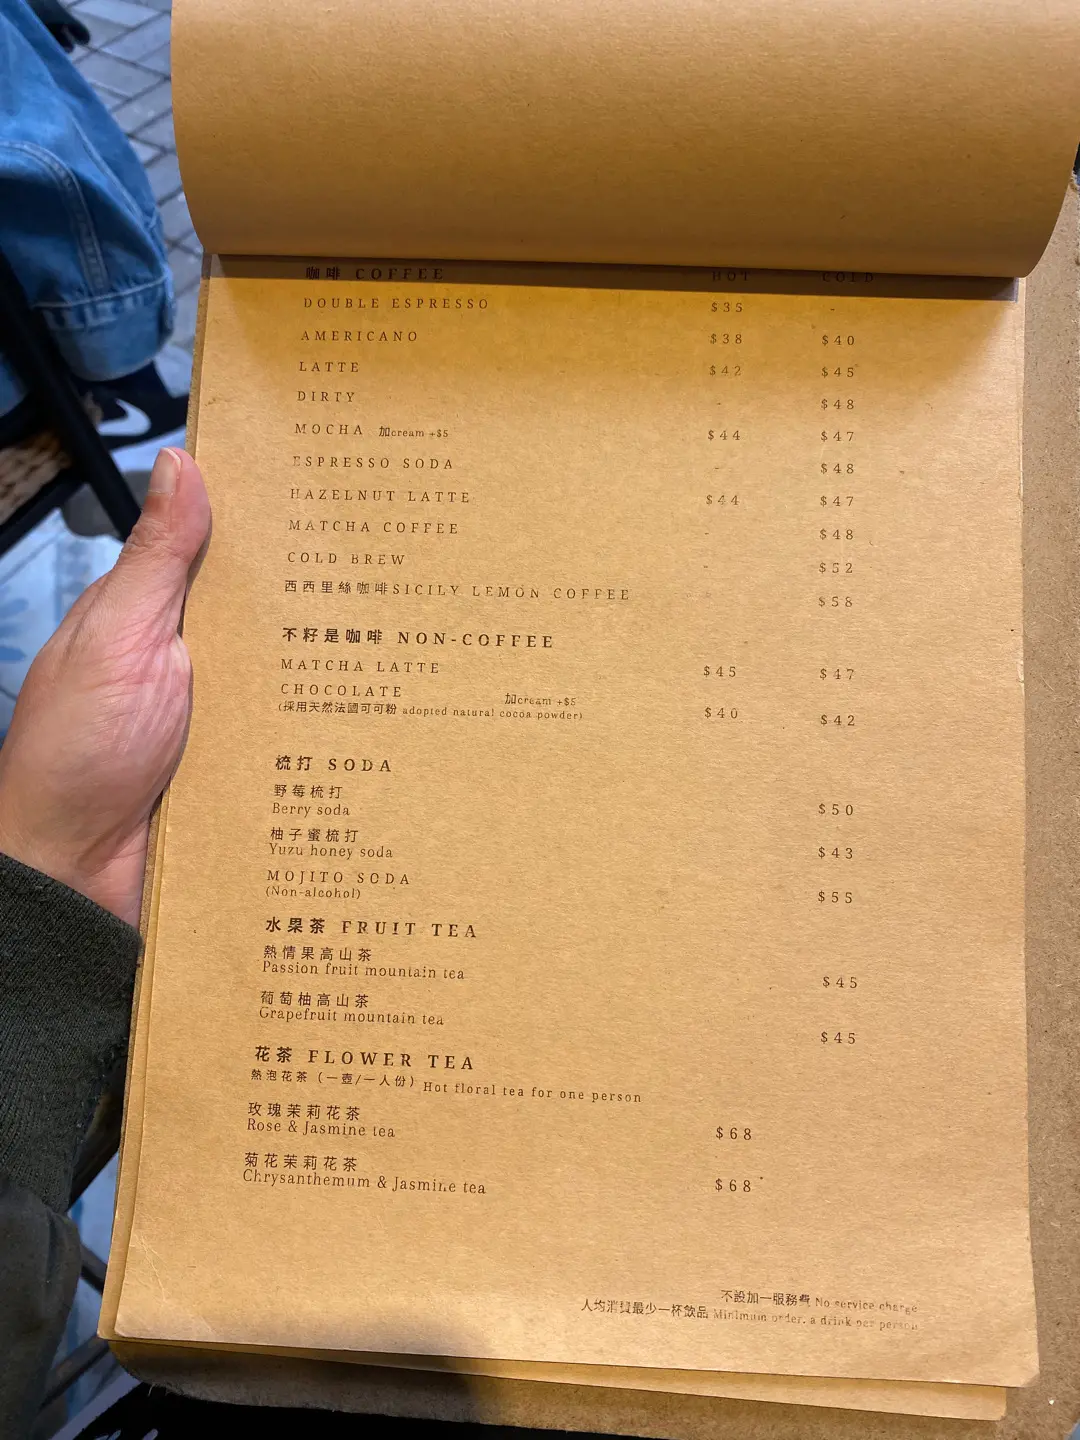 咖啡 COFFEE HOT COLD
DOUBLE ESPRESSO $35 -
AMERICANO $38 $40
LATTE $42 $45
DIRTY - $48
MOCHA 加cream +$5 $44 $47
ESPRESSO SODA - $48
HAZELNUT LATTE $44 $47
MATCHA COFFEE - $48
COLD BREW - $52
西西里絲咖啡SICILY LEMON COFFEE $58
不籽是咖啡 NON-COFFEE
MATCHA LATTE $45 $47
CHOCOLATE 加cream +$5
(採用天然法國可可粉 adopted natural cocoa powder) $40 $42
梳打 SODA
野莓梳打
Berry soda $50
柚子蜜梳打
Yuzu honey soda $43
MOJITO SODA
(Non-alcohol) $55
水果茶 FRUIT TEA
熱情果高山茶
Passion fruit mountain tea $45
葡萄柚高山茶
Grapefruit mountain tea $45
花茶 FLOWER TEA
熱泡花茶（一壺/一人份）Hot floral tea for one person
玫瑰茉莉花茶
Rose & Jasmine tea $68
菊花茉莉花茶
Chrysanthemum & Jasmine tea $68
不設加一服務費 No service charge
人均消費最少一杯飲品 Minimum order. a drink per person